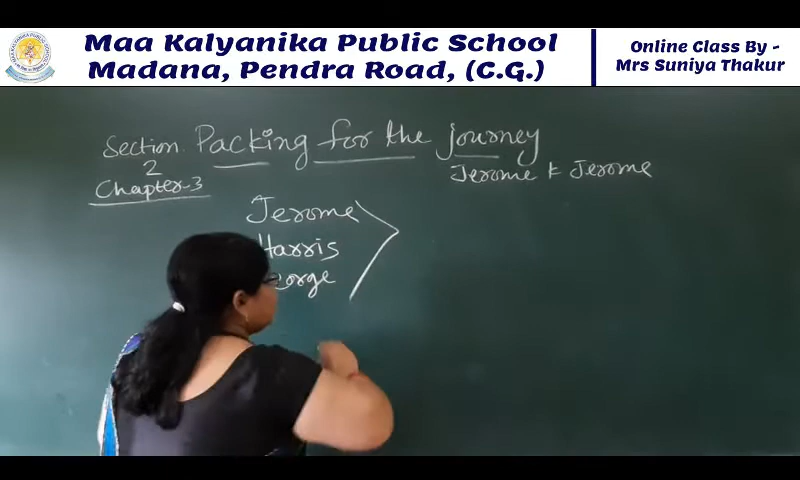 Maa Kalyanika Public School
Madana, Pendra Road, (C.G.)
Online Class By -
Mrs Suniya Thakur
Section Packing for the journey
2
Chapter-3
Jerome K Jerome
Jerome
Harris